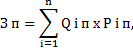 З п = ∑ Q i п x P i п,
n
i=1